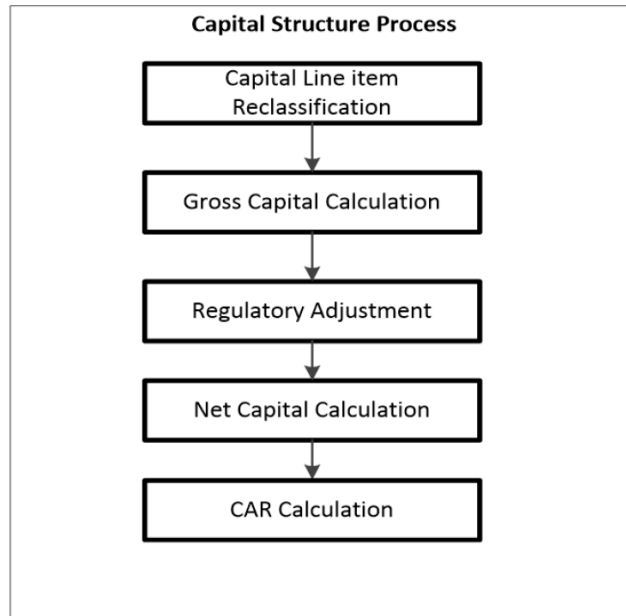 Capital Structure Process
Capital Line item
Reclassification
Gross Capital Calculation
Regulatory Adjustment
Net Capital Calculation
CAR Calculation